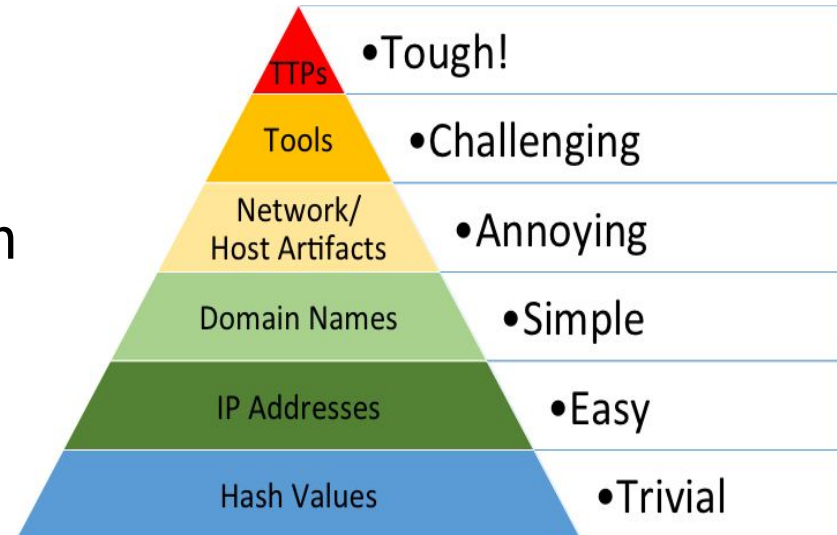 TTPs
•Tough!
Tools
•Challenging
Network/
Host Artifacts
•Annoying
n
Domain Names
•Simple
IP Addresses
•Easy
Hash Values
•Trivial